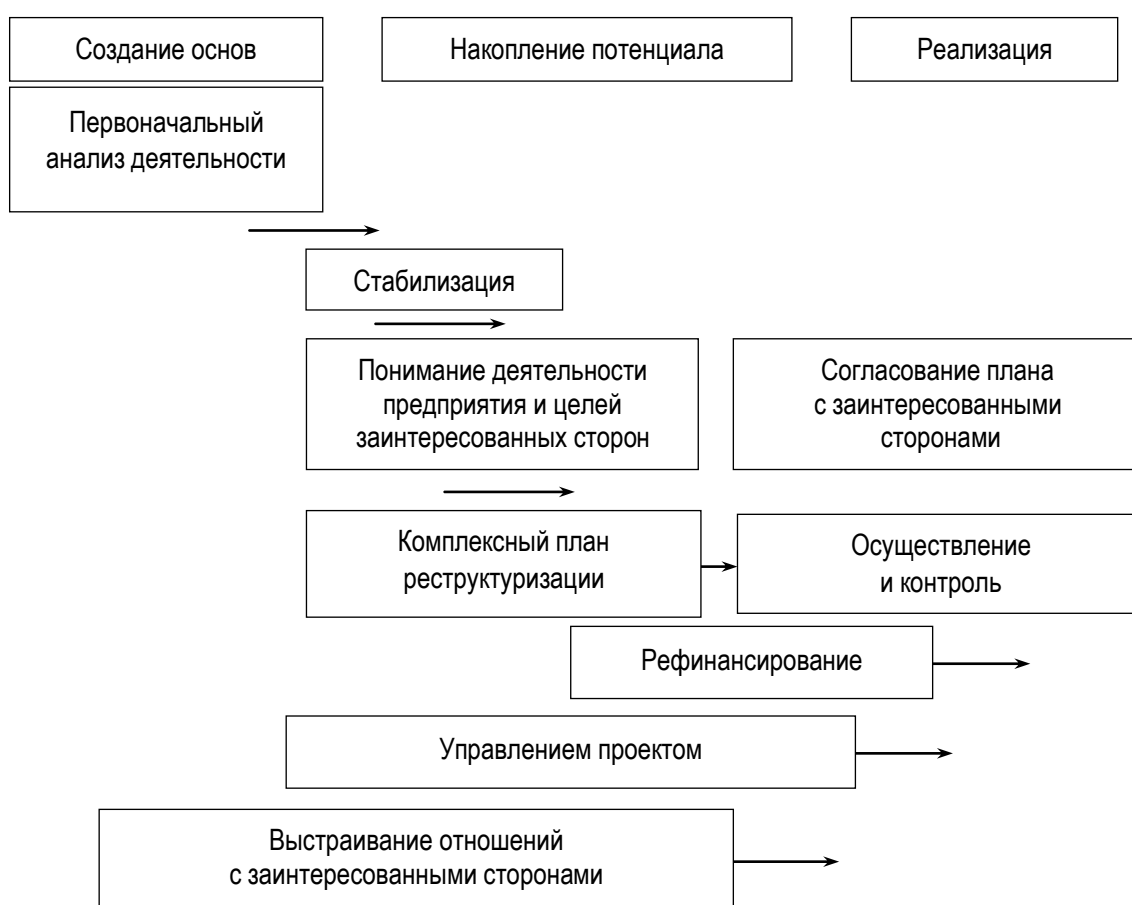 Создание основ
Накопление потенциала
Реализация
Первоначальный
анализ деятельности
Стабилизация
Понимание деятельности
предприятия и целей
заинтересованных сторон
Согласование плана
с заинтересованными
сторонами
Комплексный план
реструктуризации
Осуществление
и контроль
Рефинансирование
Управлением проектом
Выстраивание отношений
с заинтересованными сторонами